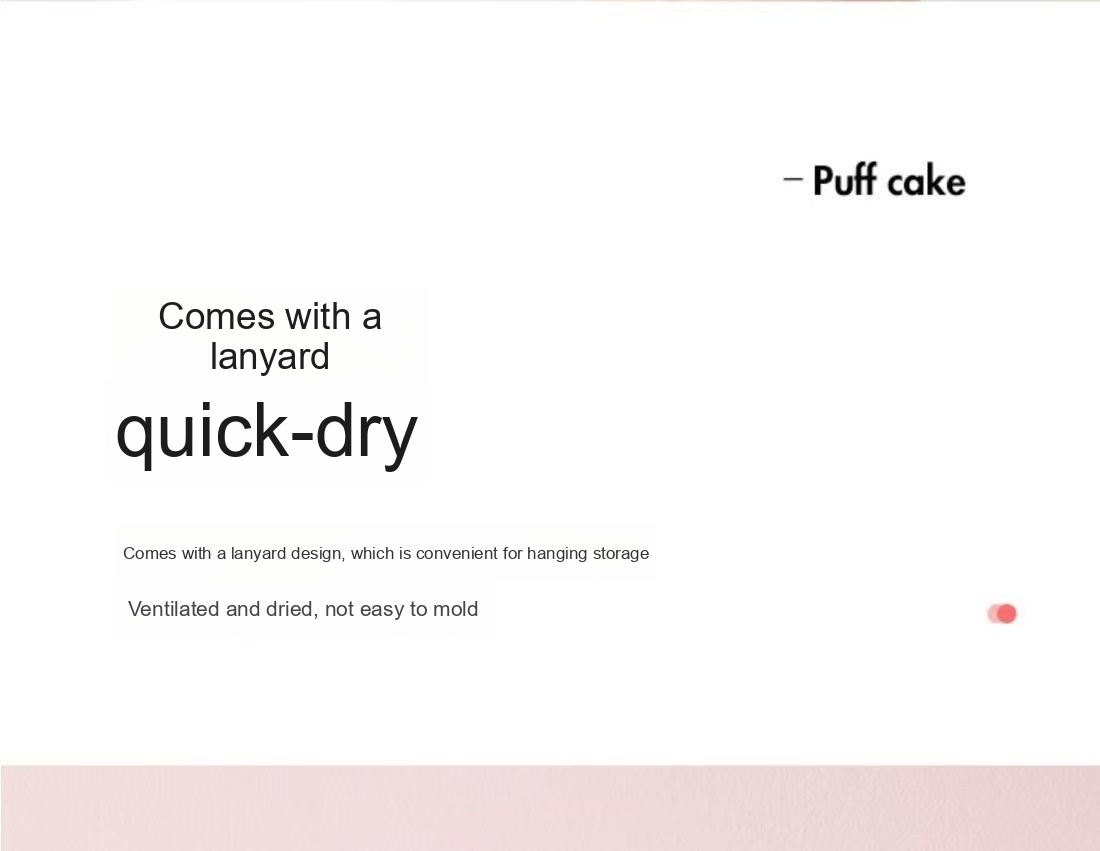 – Puff cake
Comes with a
lanyard
quick-dry
Comes with a lanyard design, which is convenient for hanging storage
Ventilated and dried, not easy to mold